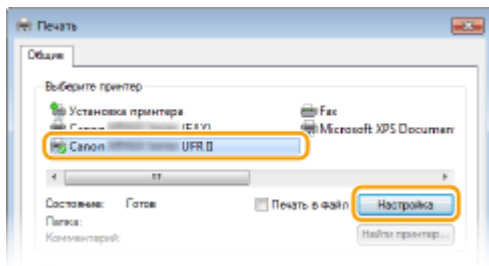 Печать
Общие
Выберите принтер
Установка принтера
Fax
Canon (FAX)
Microsoft XPS Documen
Canon UFR II
Состояние: Готов
Печать в файл
Настройка
Папка:
Комментарий:
Найти принтер...